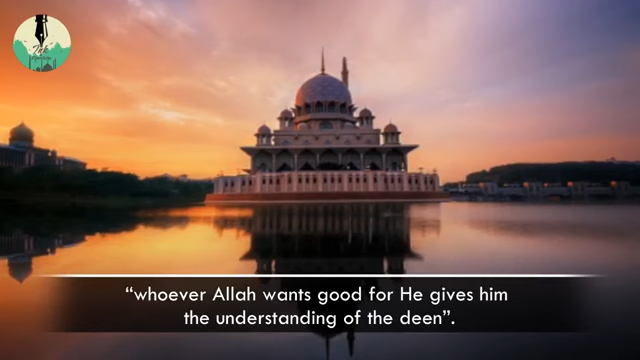 “whoever Allah wants good for He gives him
the understanding of the deen”.